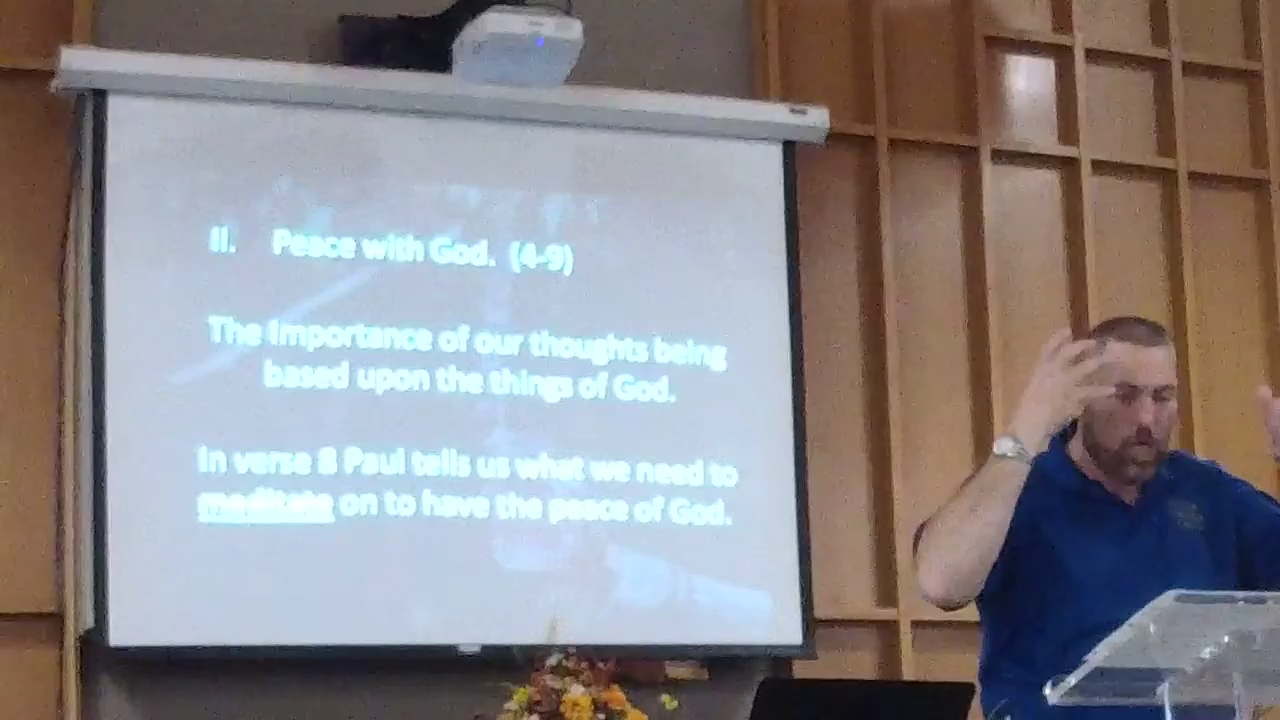 II. Peace with God. (4-9)
The Importance of our thoughts being
based upon the things of God.
In verse 8 Paul tells us what we need to
meditate on to have the peace of God.